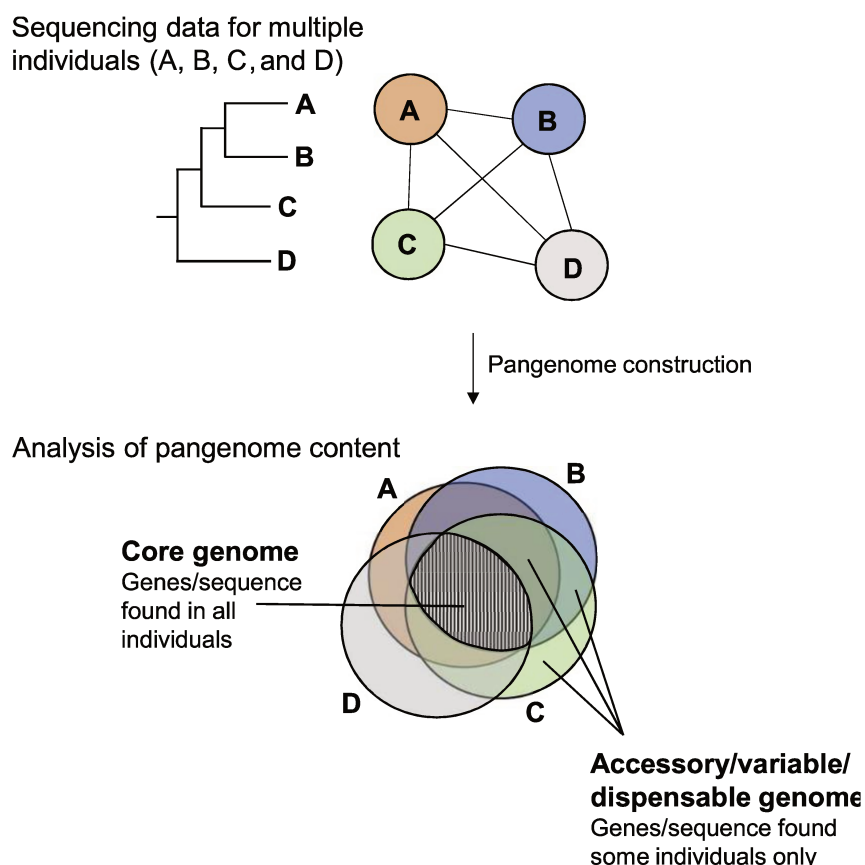 Sequencing data for multiple
individuals (A, B, C, and D)
A
B
C
D
A
B
C
D
Pangenome construction
Analysis of pangenome content
A
B
Core genome
Genes/sequence
found in all
individuals
D
C
Accessory/variable/
dispensable genome
Genes/sequence found
some individuals only